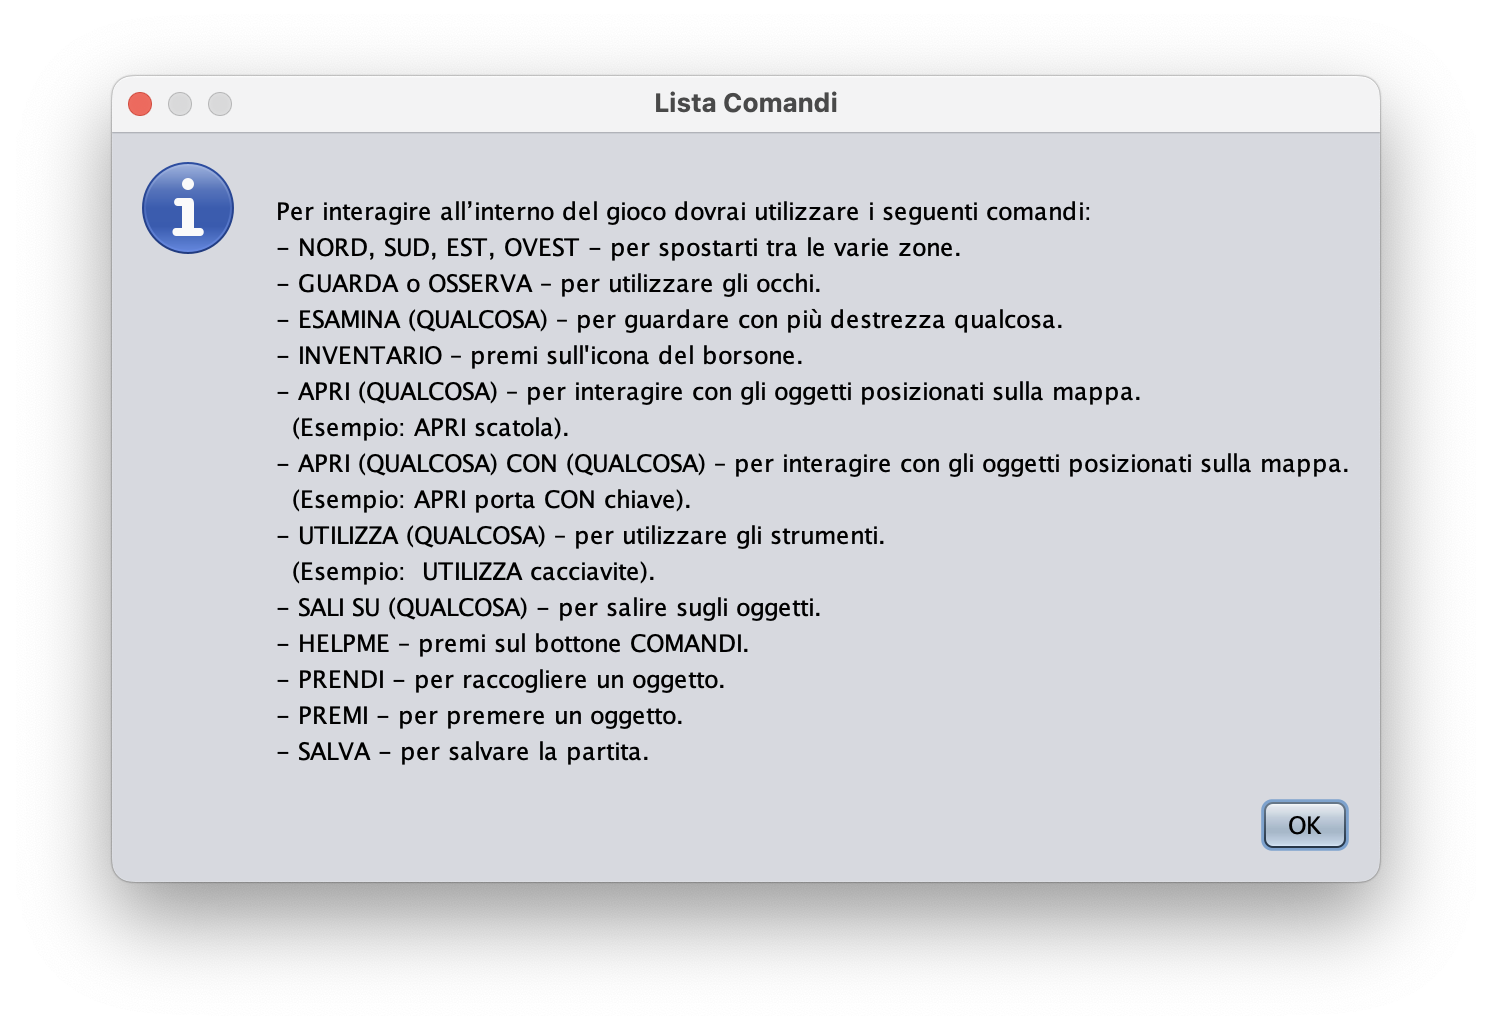 Lista Comandi
Per interagire all’interno del gioco dovrai utilizzare i seguenti comandi:
– NORD, SUD, EST, OVEST – per spostarti tra le varie zone.
– GUARDA o OSSERVA – per utilizzare gli occhi.
– ESAMINA (QUALCOSA) – per guardare con più destrezza qualcosa.
– INVENTARIO – premi sull'icona del borsone.
– APRI (QUALCOSA) – per interagire con gli oggetti posizionati sulla mappa.
(Esempio: APRI scatola).
– APRI (QUALCOSA) CON (QUALCOSA) – per interagire con gli oggetti posizionati sulla mappa.
(Esempio: APRI porta CON chiave).
– UTILIZZA (QUALCOSA) – per utilizzare gli strumenti.
(Esempio:  UTILIZZA cacciavite).
– SALI SU (QUALCOSA) – per salire sugli oggetti.
– HELPME – premi sul bottone COMANDI.
– PRENDI – per raccogliere un oggetto.
– PREMI – per premere un oggetto.
– SALVA – per salvare la partita.
OK